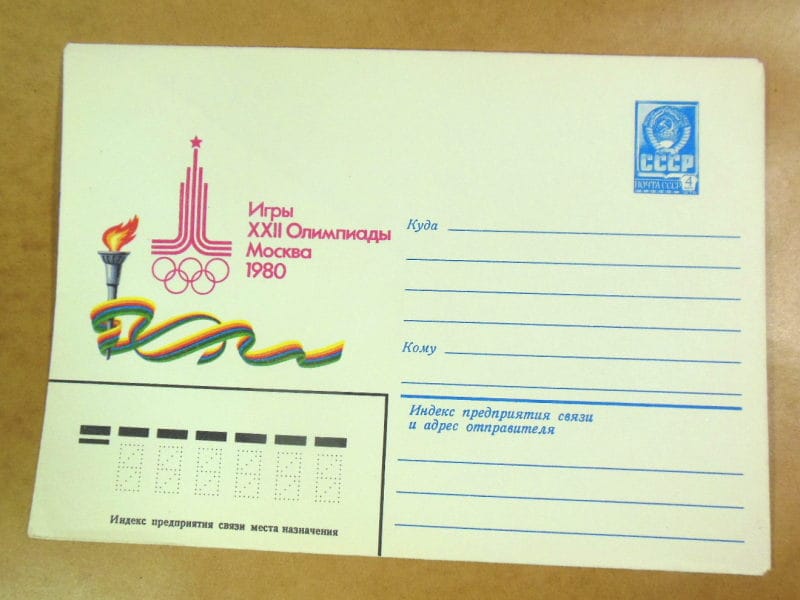 Игры
XXII Олимпиады
Москва
1980
СССР
ПОЧТА СССР 4
Куда
Кому
Индекс предприятия связи
и адрес отправителя
Индекс предприятия связи места назначения